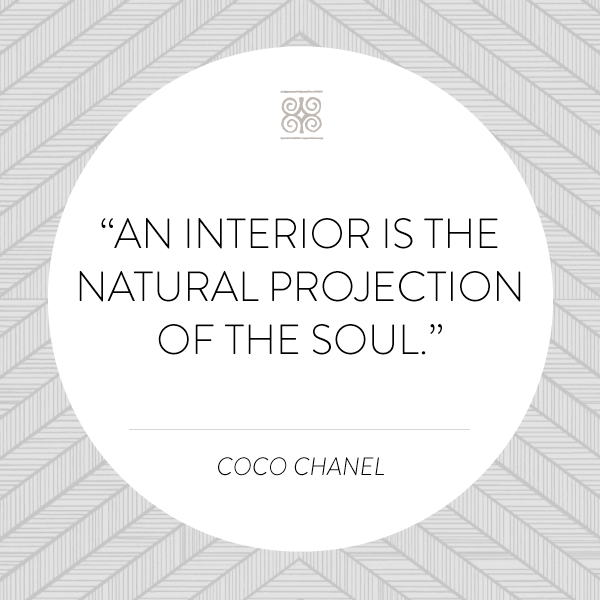 “AN INTERIOR IS THE
NATURAL PROJECTION
OF THE SOUL.”
COCO CHANEL